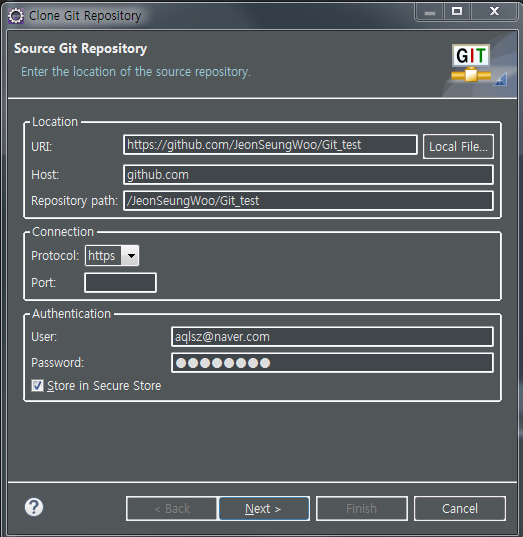 Clone Git Repository
Source Git Repository
Enter the location of the source repository.
GIT
Location
URI: https://github.com/JeonSeungWoo/Git_test Local File...
Host: github.com
Repository path: /JeonSeungWoo/Git_test
Connection
Protocol: https
Port:
Authentication
User: aqlsz@naver.com
Password: ●●●●●●●●
Store in Secure Store
? < Back Next > Finish Cancel